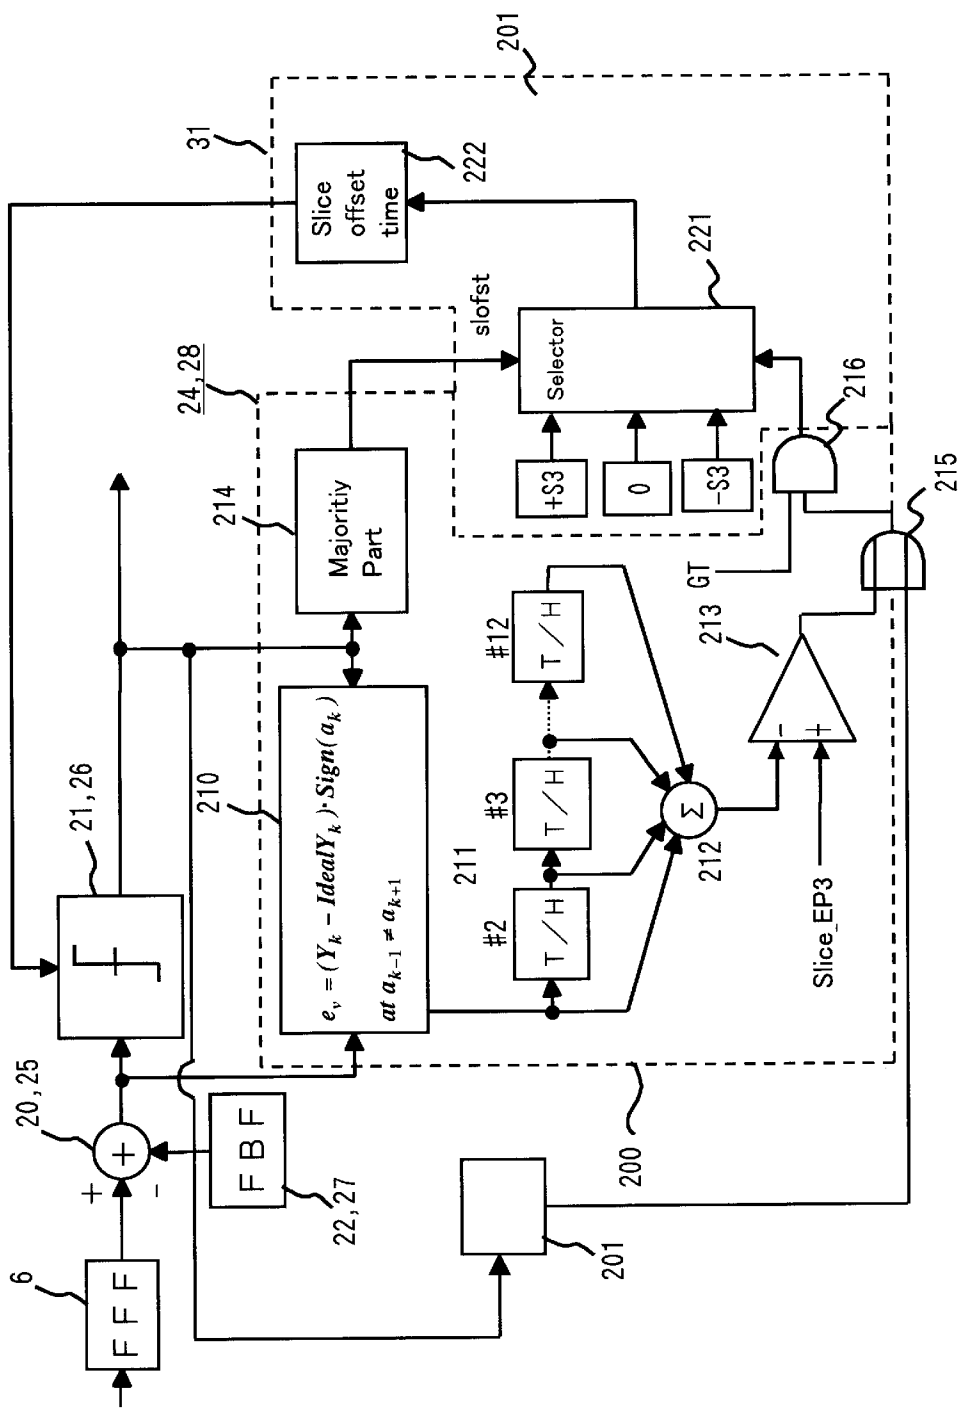 201
31
Slice
offset
time
222
24,28
slofst
221
Selector
+S3
0
-S3
216
215
GT
214
Majoritiy
Part
21,26
210
e_v = (Y_k - IdealY_k)·Sign(a_k)
at a_{k-1} ≠ a_{k+1}
211
#2
T/H
#3
T/H
#12
T/H
Σ
212
213
-
+
Slice_EP3
20,25
+
+
-
FBF
22,27
6
FFF
200
201